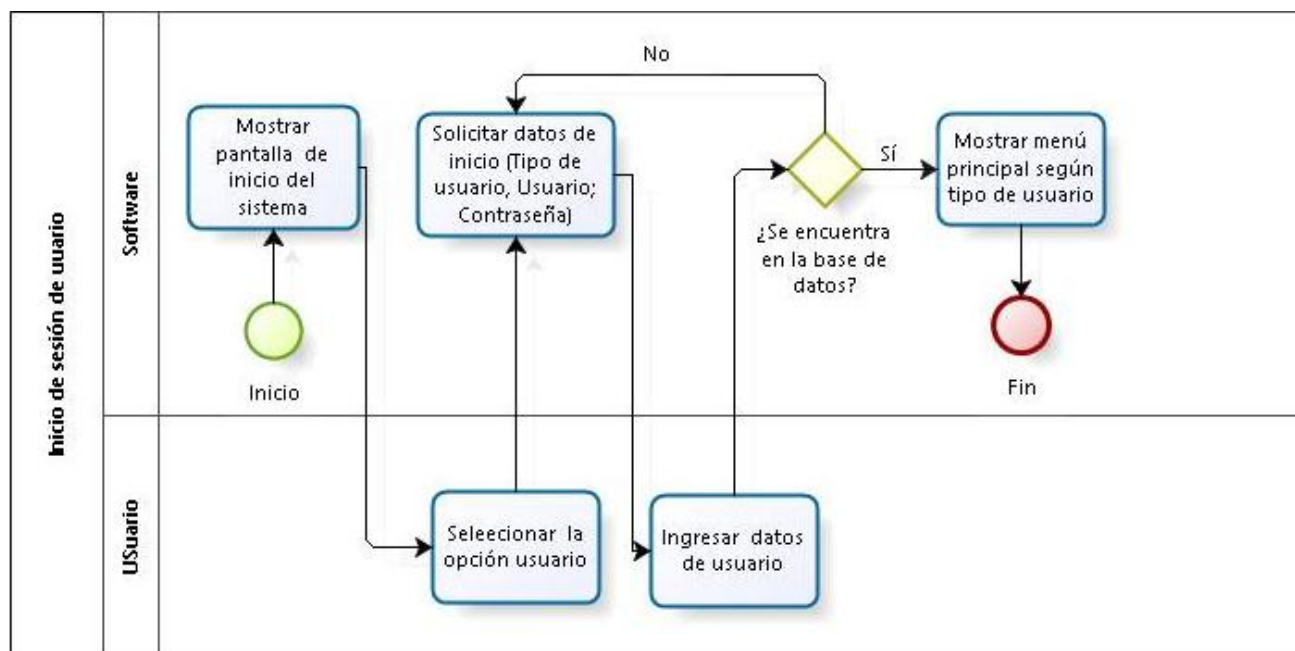 Inicio de sesión de uuario
Software
USuario
Mostrar
pantalla de
inicio del
sistema
Inicio
Solicitar datos de
inicio (Tipo de
usuario, Usuario;
Contraseña)
No
¿Se encuentra
en la base de
datos?
Sí
Mostrar menú
principal según
tipo de usuario
Fin
Seleecionar la
opción usuario
Ingresar datos
de usuario